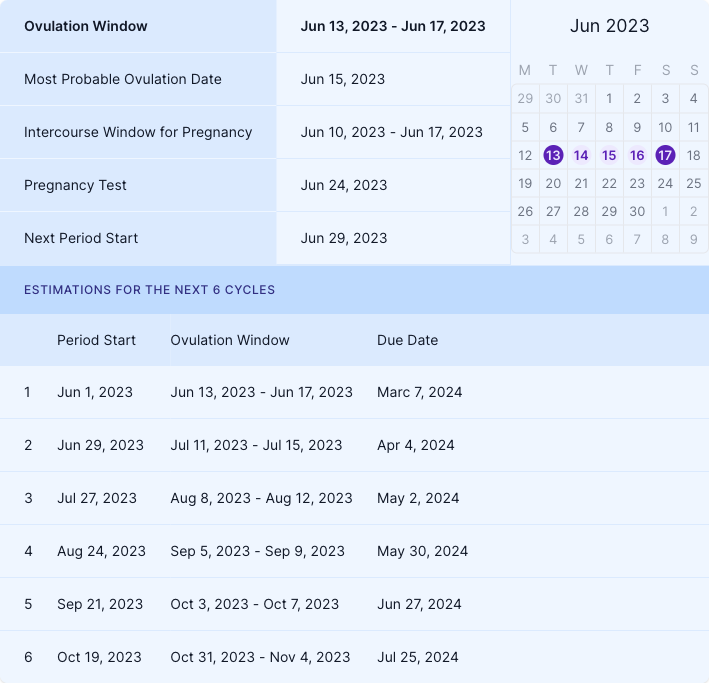 Ovulation Window Jun 13, 2023 - Jun 17, 2023
Most Probable Ovulation Date Jun 15, 2023
Intercourse Window for Pregnancy Jun 10, 2023 - Jun 17, 2023
Pregnancy Test Jun 24, 2023
Next Period Start Jun 29, 2023
Jun 2023
M T W T F S S
29 30 31 1 2 3 4
5 6 7 8 9 10 11
12 13 14 15 16 17 18
19 20 21 22 23 24 25
26 27 28 29 30 1 2
3 4 5 6 7 8 9
ESTIMATIONS FOR THE NEXT 6 CYCLES
Period Start Ovulation Window Due Date
1 Jun 1, 2023 Jun 13, 2023 - Jun 17, 2023 Marc 7, 2024
2 Jun 29, 2023 Jul 11, 2023 - Jul 15, 2023 Apr 4, 2024
3 Jul 27, 2023 Aug 8, 2023 - Aug 12, 2023 May 2, 2024
4 Aug 24, 2023 Sep 5, 2023 - Sep 9, 2023 May 30, 2024
5 Sep 21, 2023 Oct 3, 2023 - Oct 7, 2023 Jun 27, 2024
6 Oct 19, 2023 Oct 31, 2023 - Nov 4, 2023 Jul 25, 2024